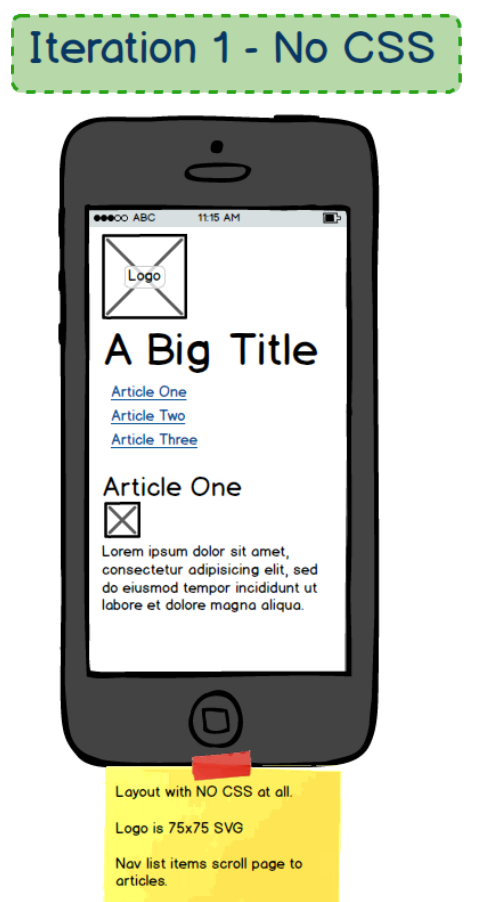 Iteration 1 - No CSS
ABC 11:15 AM
Logo
A Big Title
Article One
Article Two
Article Three
Article One
Lorem ipsum dolor sit amet,
consectetur adipisicing elit, sed
do eiusmod tempor incididunt ut
labore et dolore magna aliqua.
Layout with NO CSS at all.
Logo is 75x75 SVG
Nav list items scroll page to
articles.